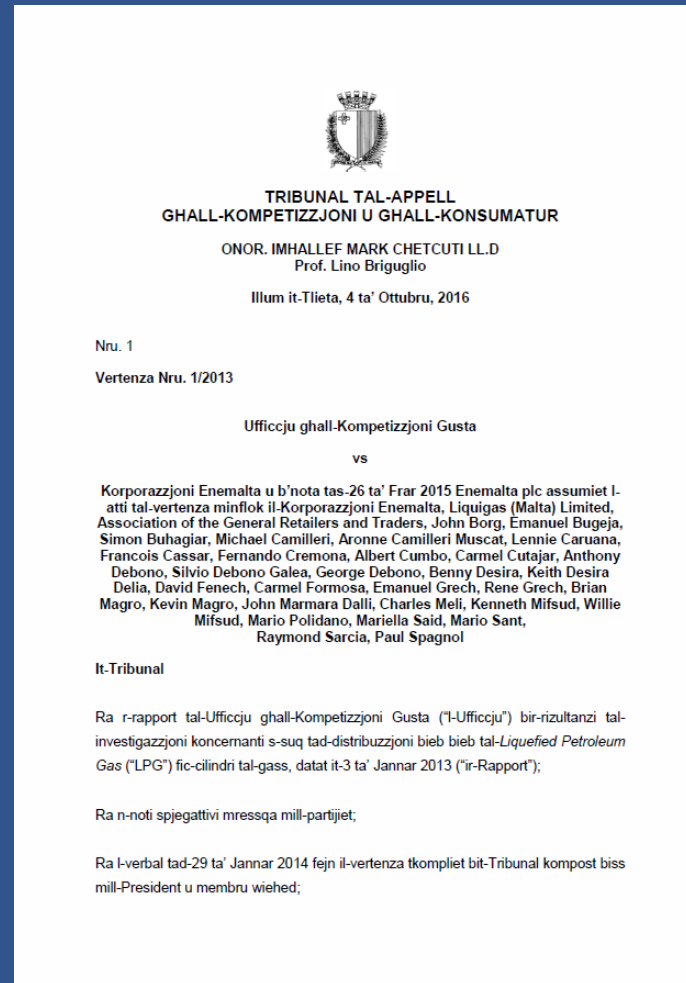 TRIBUNAL TAL-APPELL
GHALL-KOMPETIZZJONI U GHALL-KONSUMATUR
ONOR. IMHALLEF MARK CHETCUTI LL.D
Prof. Lino Briguglio
Illum it-Tlieta, 4 ta' Ottubru, 2016
Nru. 1
Vertenza Nru. 1/2013
Ufficcju ghall-Kompetizzjoni Gusta
vs
Korporazzjoni Enemalta u b'nota tas-26 ta' Frar 2015 Enemalta plc assumiet l-
atti tal-vertenza minflok il-Korporazzjoni Enemalta, Liquigas (Malta) Limited,
Association of the General Retailers and Traders, John Borg, Emanuel Bugeja,
Simon Buhagiar, Michael Camilleri, Aronne Camilleri Muscat, Lennie Caruana,
Francois Cassar, Fernando Cremona, Albert Cumbo, Carmel Cutajar, Anthony
Debono, Silvio Debono Galea, George Debono, Benny Desira, Keith Desira
Delia, David Fenech, Carmel Formosa, Emanuel Grech, Rene Grech, Brian
Magro, Kevin Magro, John Marmara Dalli, Charles Meli, Kenneth Mifsud, Willie
Mifsud, Mario Polidano, Mariella Said, Mario Sant,
Raymond Sarcia, Paul Spagnol
It-Tribunal
Ra r-rapport tal-Ufficcju ghall-Kompetizzjoni Gusta ("l-Ufficcju") bir-rizultanzi tal-
investigazzjoni koncernanti s-suq tad-distribuzzjoni bieb bieb tal-Liquefied Petroleum
Gas ("LPG") fic-cilindri tal-gass, datat it-3 ta' Jannar 2013 ("ir-Rapport");
Ra n-noti spjegattivi mressqa mill-partijiet;
Ra l-verbal tad-29 ta' Jannar 2014 fejn il-vertenza tkompliet bit-Tribunal kompost biss
mill-President u membru wiehed;